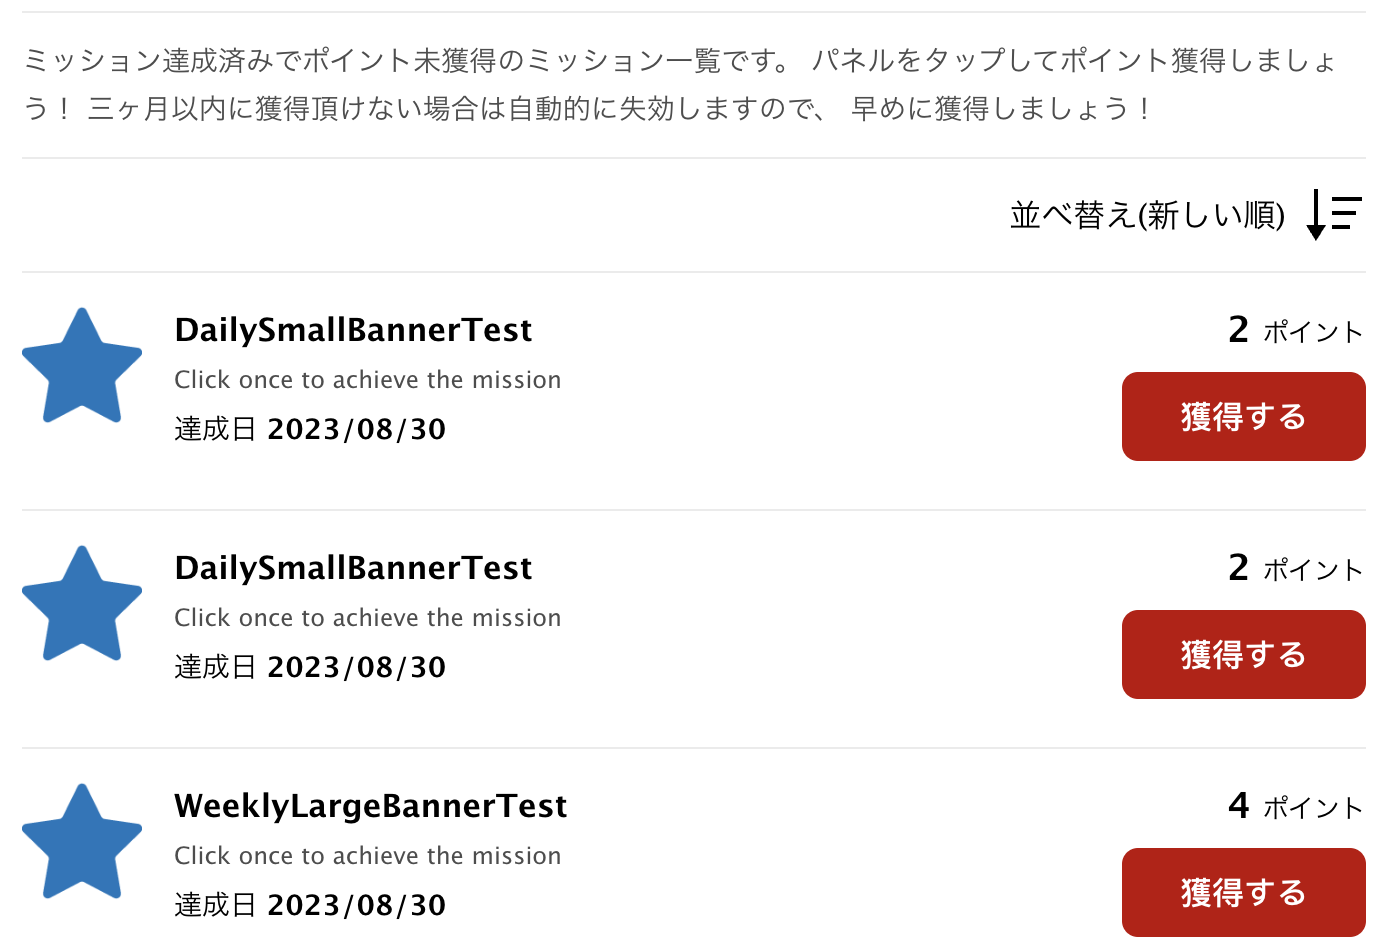 ミッション達成済みでポイント未獲得のミッション一覧です。 パネルをタップしてポイント獲得しましょ
う！ 三ヶ月以内に獲得頂けない場合は自動的に失効しますので、 早めに獲得しましょう！
並べ替え(新しい順)
DailySmallBannerTest
2 ポイント
Click once to achieve the mission
獲得する
達成日 2023/08/30
DailySmallBannerTest
2 ポイント
Click once to achieve the mission
獲得する
達成日 2023/08/30
WeeklyLargeBannerTest
4 ポイント
Click once to achieve the mission
獲得する
達成日 2023/08/30